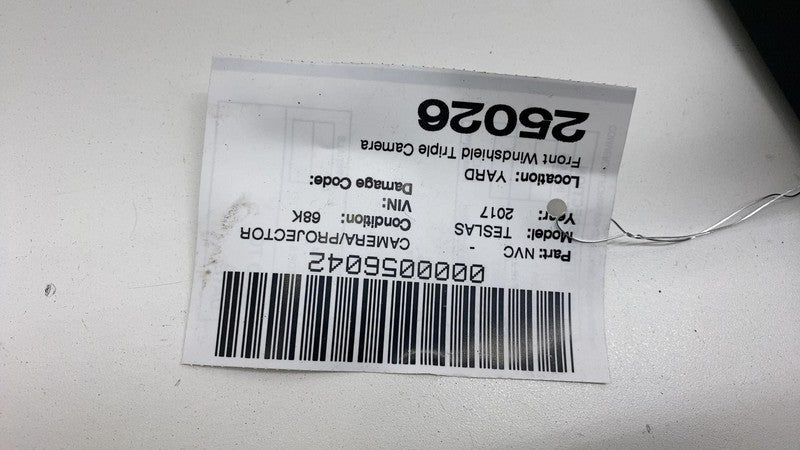 0000056042
Part: NVC - CAMERA/PROJECTOR
Model: TESLAS Condition: 68K
Year: 2017 VIN:
Location: YARD Damage Code:
Front Windshield Triple Camera
25026